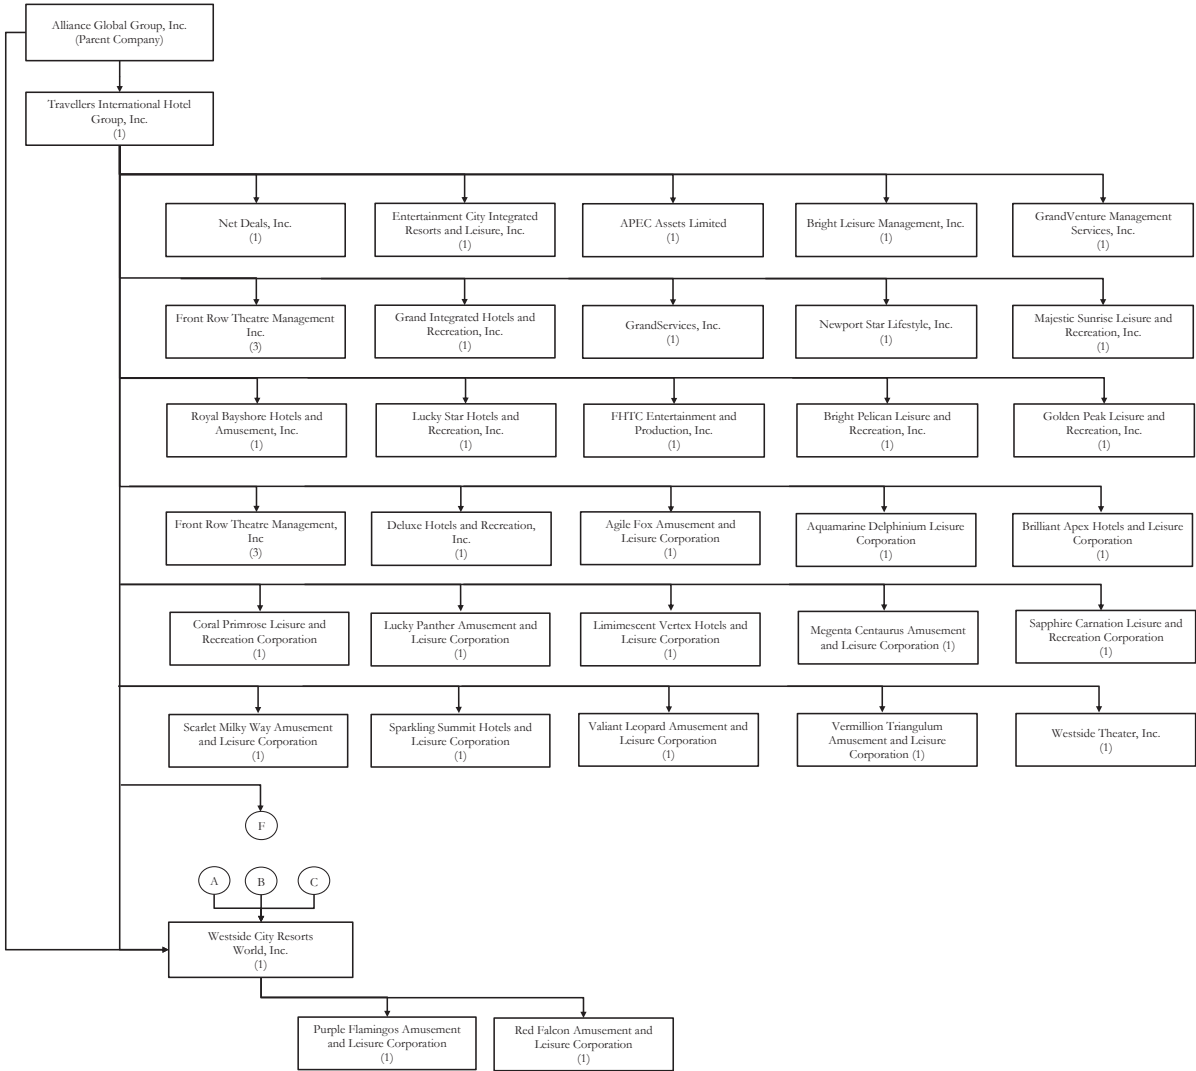 Alliance Global Group, Inc.
(Parent Company)
Travellers International Hotel
Group, Inc.
(1)
Net Deals, Inc.
(1)
Entertainment City Integrated
Resorts and Leisure, Inc.
(1)
APEC Assets Limited
(1)
Bright Leisure Management, Inc.
(1)
GrandVenture Management
Services, Inc.
(1)
Front Row Theatre Management
Inc.
(3)
Grand Integrated Hotels and
Recreation, Inc.
(1)
GrandServices, Inc.
(1)
Newport Star Lifestyle, Inc.
(1)
Majestic Sunrise Leisure and
Recreation, Inc.
(1)
Royal Bayshore Hotels and
Amusement, Inc.
(1)
Lucky Star Hotels and
Recreation, Inc.
(1)
FHTC Entertainment and
Production, Inc.
(1)
Bright Pelican Leisure and
Recreation, Inc.
(1)
Golden Peak Leisure and
Recreation, Inc.
(1)
Front Row Theatre Management,
Inc
(3)
Deluxe Hotels and Recreation,
Inc.
(1)
Agile Fox Amusement and
Leisure Corporation
(1)
Aquamarine Delphinium Leisure
Corporation
(1)
Brilliant Apex Hotels and Leisure
Corporation
(1)
Coral Primrose Leisure and
Recreation Corporation
(1)
Lucky Panther Amusement and
Leisure Corporation
(1)
Limimescent Vertex Hotels and
Leisure Corporation
(1)
Megenta Centaurus Amusement
and Leisure Corporation (1)
Sapphire Carnation Leisure and
Recreation Corporation
(1)
Scarlet Milky Way Amusement
and Leisure Corporation
(1)
Sparkling Summit Hotels and
Leisure Corporation
(1)
Valiant Leopard Amusement and
Leisure Corporation
(1)
Vermillion Triangulum
Amusement and Leisure
Corporation (1)
Westside Theater, Inc.
(1)
F
A
B
C
Westside City Resorts
World, Inc.
(1)
Purple Flamingos Amusement
and Leisure Corporation
(1)
Red Falcon Amusement and
Leisure Corporation
(1)